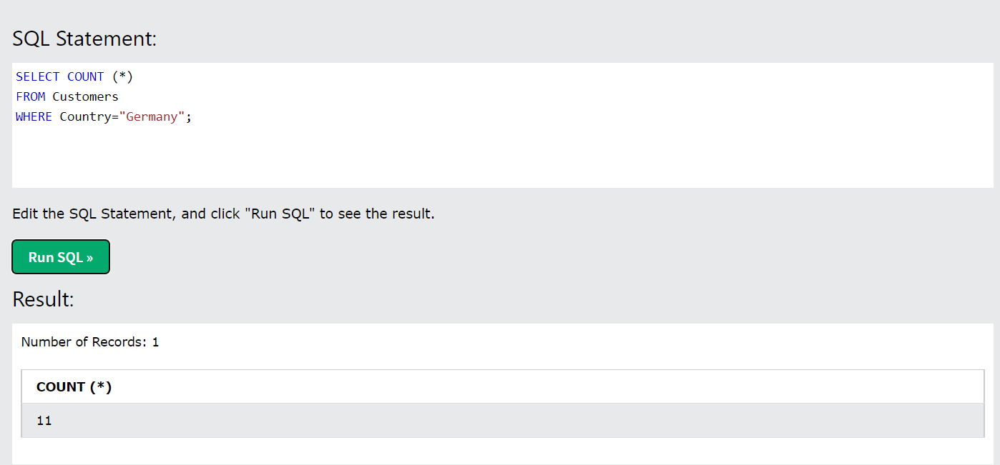 SQL Statement:
SELECT COUNT (*)
FROM Customers
WHERE Country="Germany";
Edit the SQL Statement, and click "Run SQL" to see the result.
Run SQL »
Result:
Number of Records: 1
COUNT (*)
11